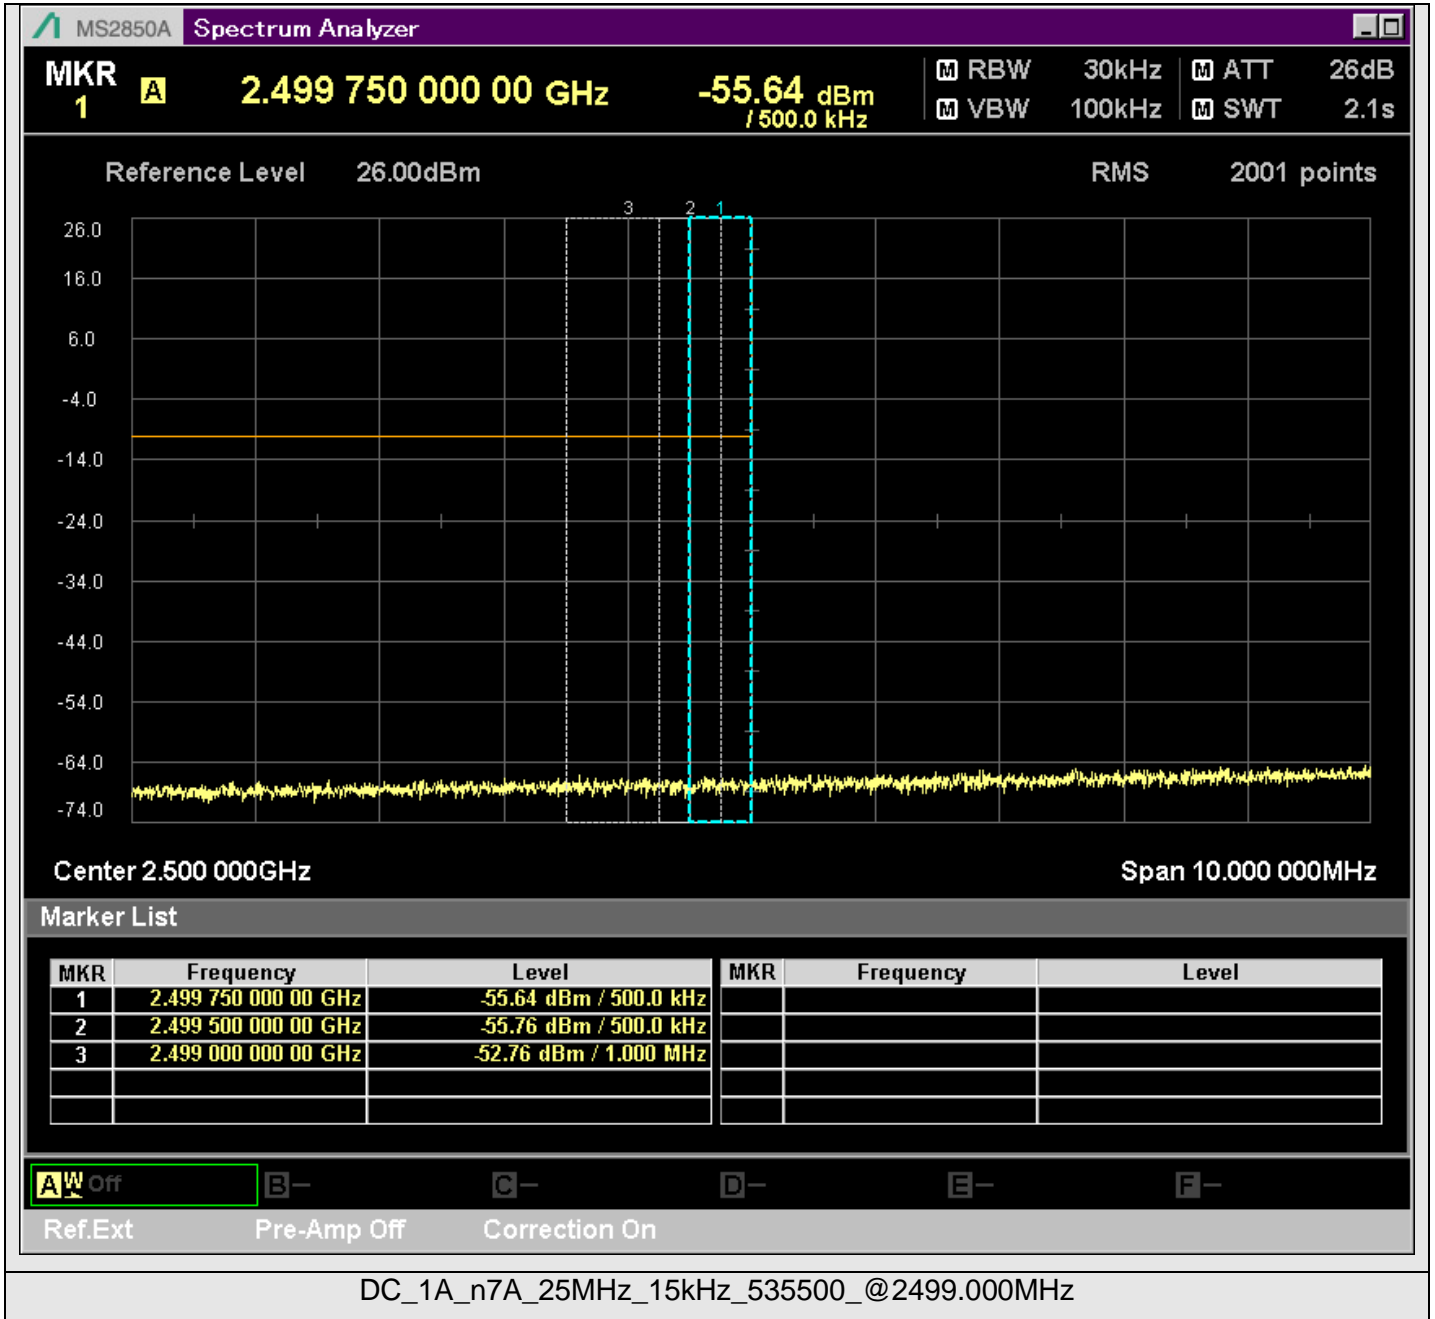 MS2850A Spectrum Analyzer
MKR 1 A 2.499 750 000 00 GHz -55.64 dBm / 500.0 kHz
M RBW 30kHz M ATT 26dB
M VBW 100kHz M SWT 2.1s
Reference Level 26.00dBm RMS 2001 points
3 2 1
26.0
16.0
6.0
-4.0
-14.0
-24.0
-34.0
-44.0
-54.0
-64.0
-74.0
Center 2.500 000GHz Span 10.000 000MHz
Marker List
MKR Frequency Level MKR Frequency Level
1 2.499 750 000 00 GHz -55.64 dBm / 500.0 kHz
2 2.499 500 000 00 GHz -55.76 dBm / 500.0 kHz
3 2.499 000 000 00 GHz -52.76 dBm / 1.000 MHz
A W Off B – C – D – E – F –
Ref.Ext Pre-Amp Off Correction On
DC_1A_n7A_25MHz_15kHz_535500_@2499.000MHz